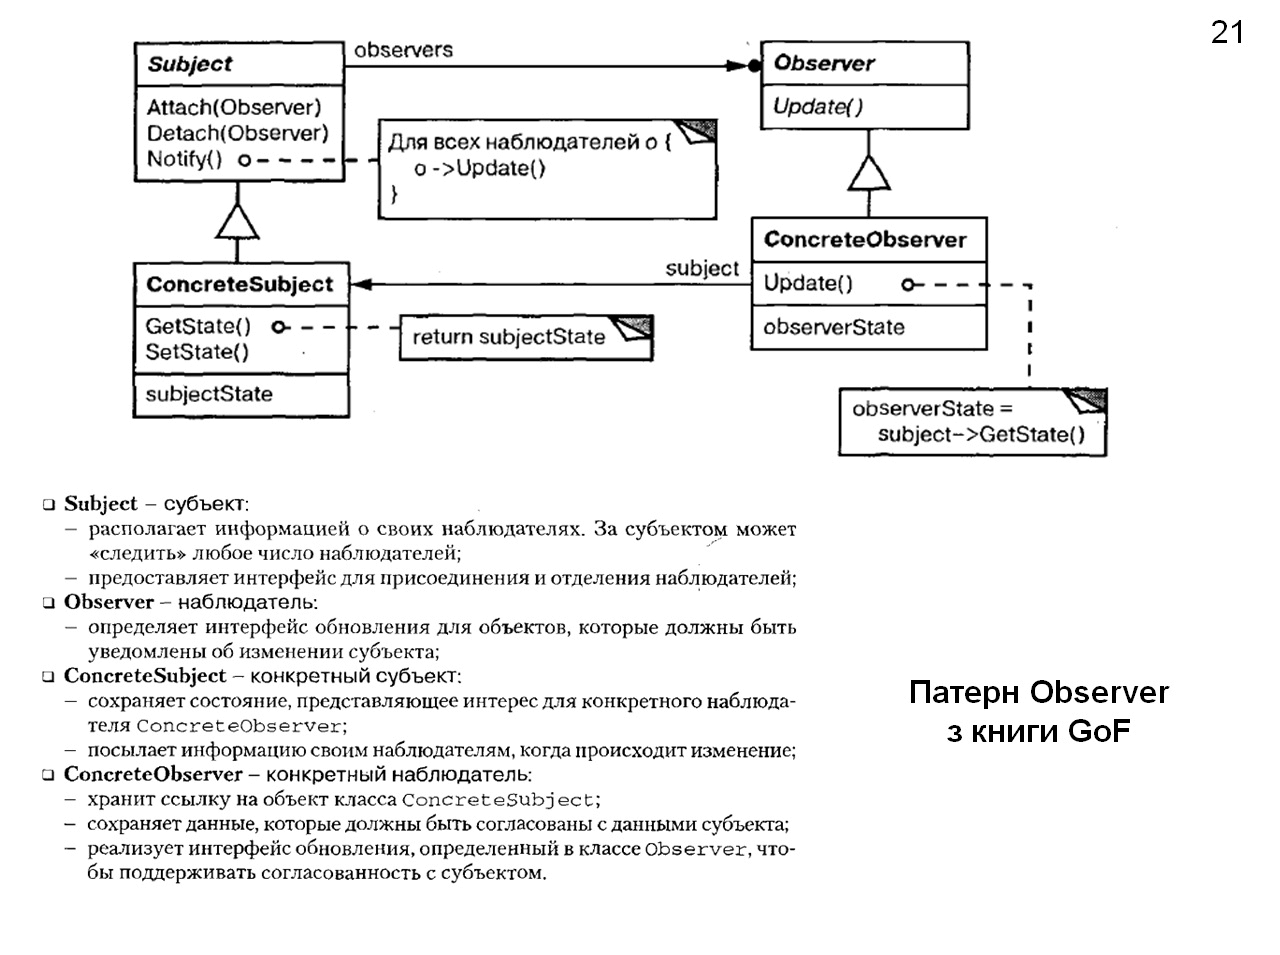 21
observers
Subject
Attach(Observer)
Detach(Observer)
Notify()
Для всех наблюдателей o {
o ->Update()
}
Observer
Update()
ConcreteSubject
GetState()
SetState()
subjectState
return subjectState
subject
ConcreteObserver
Update()
observerState
observerState =
subject->GetState()
❑ Subject – субъект:
– располагает информацией о своих наблюдателях. За субъектом может
«следить» любое число наблюдателей;
– предоставляет интерфейс для присоединения и отделения наблюдателей;
❑ Observer – наблюдатель:
– определяет интерфейс обновления для объектов, которые должны быть
уведомлены об изменении субъекта;
❑ ConcreteSubject – конкретный субъект:
– сохраняет состояние, представляющее интерес для конкретного наблюда-
теля ConcreteObserver;
– посылает информацию своим наблюдателям, когда происходит изменение;
❑ ConcreteObserver – конкретный наблюдатель:
– хранит ссылку на объект класса ConcreteSubject;
– сохраняет данные, которые должны быть согласованы с данными субъекта;
– реализует интерфейс обновления, определенный в классе Observer, что-
бы поддерживать согласованность с субъектом.
Патерн Observer
з книги GoF